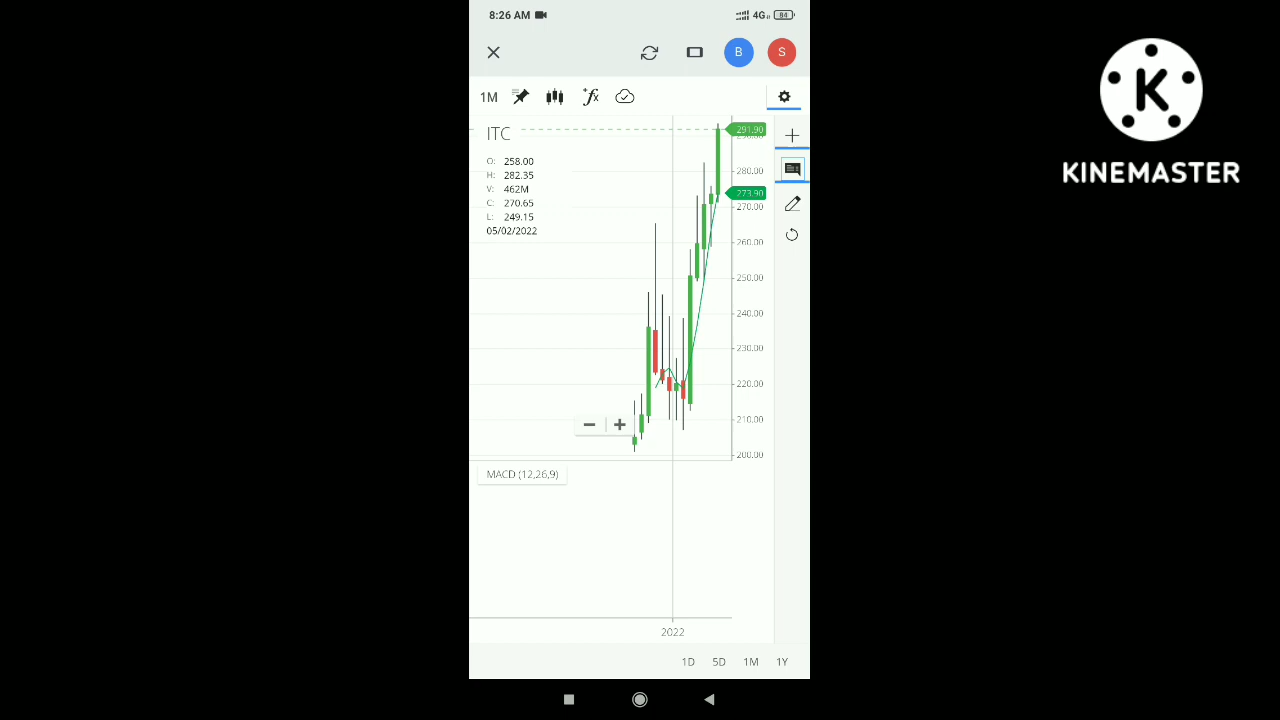 8:26 AM
4G
84
B
S
1M
fx
K
KINEMASTER
ITC
O: 258.00
H: 282.35
V: 462M
C: 270.65
L: 249.15
05/02/2022
291.90
280.00
273.90
270.00
260.00
250.00
240.00
230.00
220.00
210.00
200.00
MACD (12,26,9)
2022
1D 5D 1M 1Y